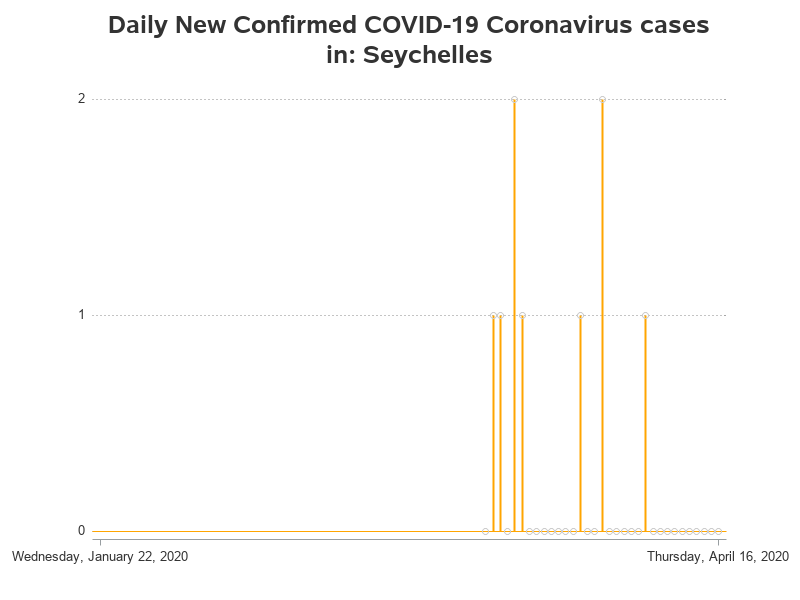 Daily New Confirmed COVID-19 Coronavirus cases
in: Seychelles
2
1
0
Wednesday, January 22, 2020
Thursday, April 16, 2020